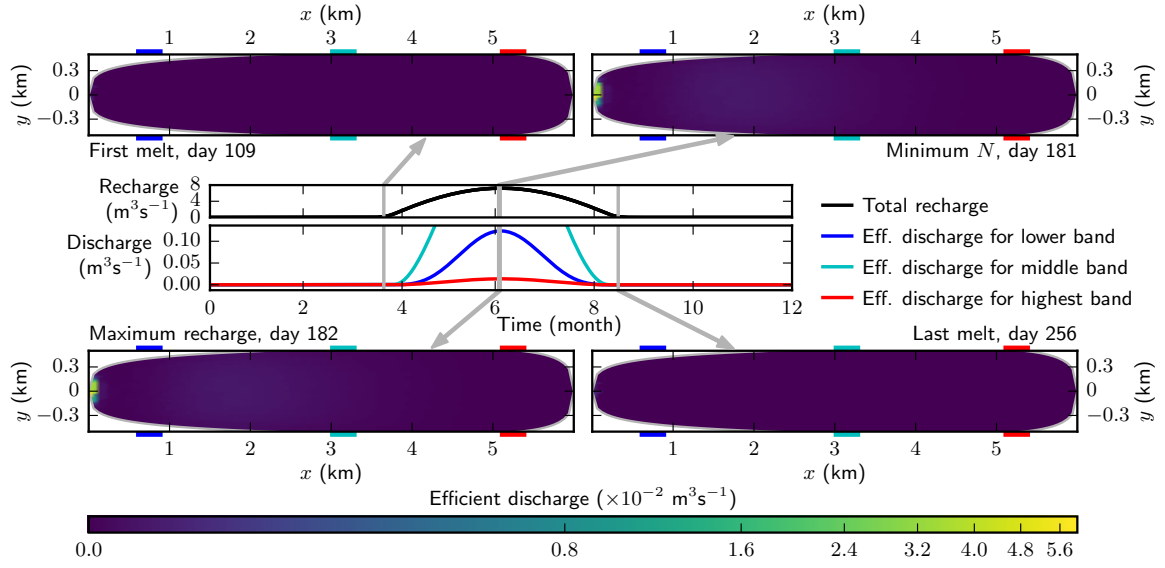 x (km)
x (km)
1 2 3 4 5
1 2 3 4 5
y (km)
0.3
0
−0.3
0.3
0
−0.3
y (km)
First melt, day 109
Minimum N, day 181
Recharge
(m³s⁻¹)
8
4
0
Discharge
(m³s⁻¹)
0.10
0.05
0.00
0 2 4 6 8 10 12
Time (month)
Total recharge
Eff. discharge for lower band
Eff. discharge for middle band
Eff. discharge for highest band
Maximum recharge, day 182
Last melt, day 256
y (km)
0.3
0
−0.3
0.3
0
−0.3
y (km)
1 2 3 4 5
1 2 3 4 5
x (km)
x (km)
Efficient discharge (×10⁻² m³s⁻¹)
0.0 0.8 1.6 2.4 3.2 4.0 4.8 5.6